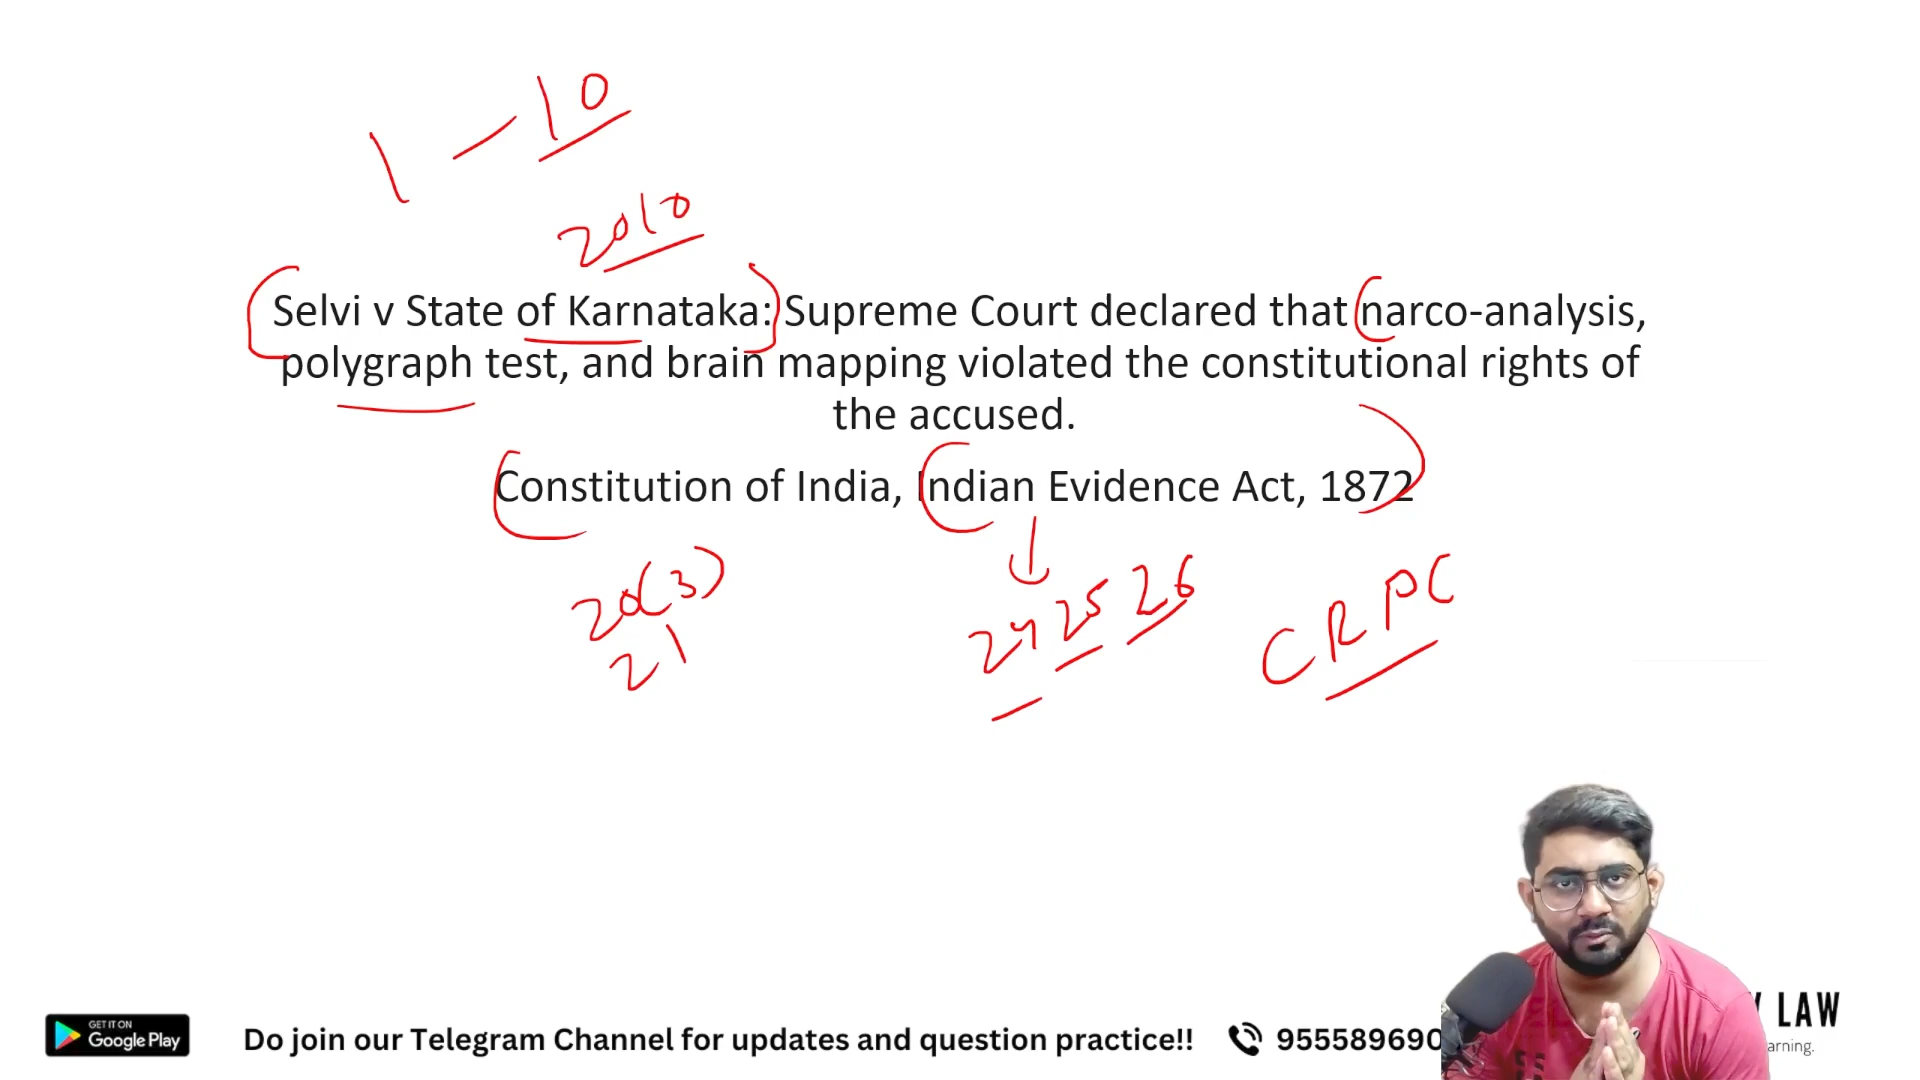 1 — 10
2010
Selvi v State of Karnataka: Supreme Court declared that narco-analysis,
polygraph test, and brain mapping violated the constitutional rights of
the accused.
Constitution of India, Indian Evidence Act, 1872
20(3)
21
24 25 26
CRPC
GET IT ON
Google Play
Do join our Telegram Channel for updates and question practice!!
95558969
LAW
arning.